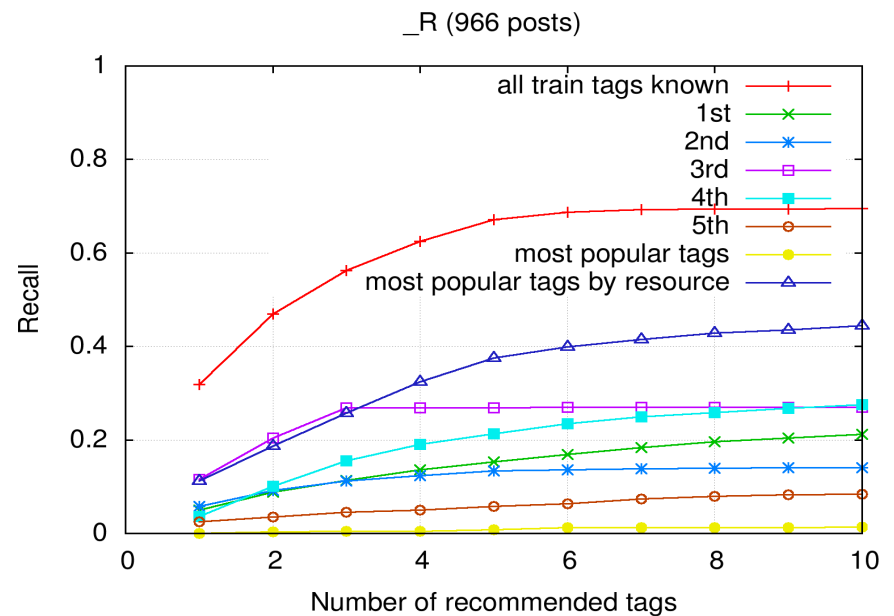 _R (966 posts)
1
0.8
0.6
0.4
0.2
0
Recall
all train tags known
1st
2nd
3rd
4th
5th
most popular tags
most popular tags by resource
0 2 4 6 8 10
Number of recommended tags